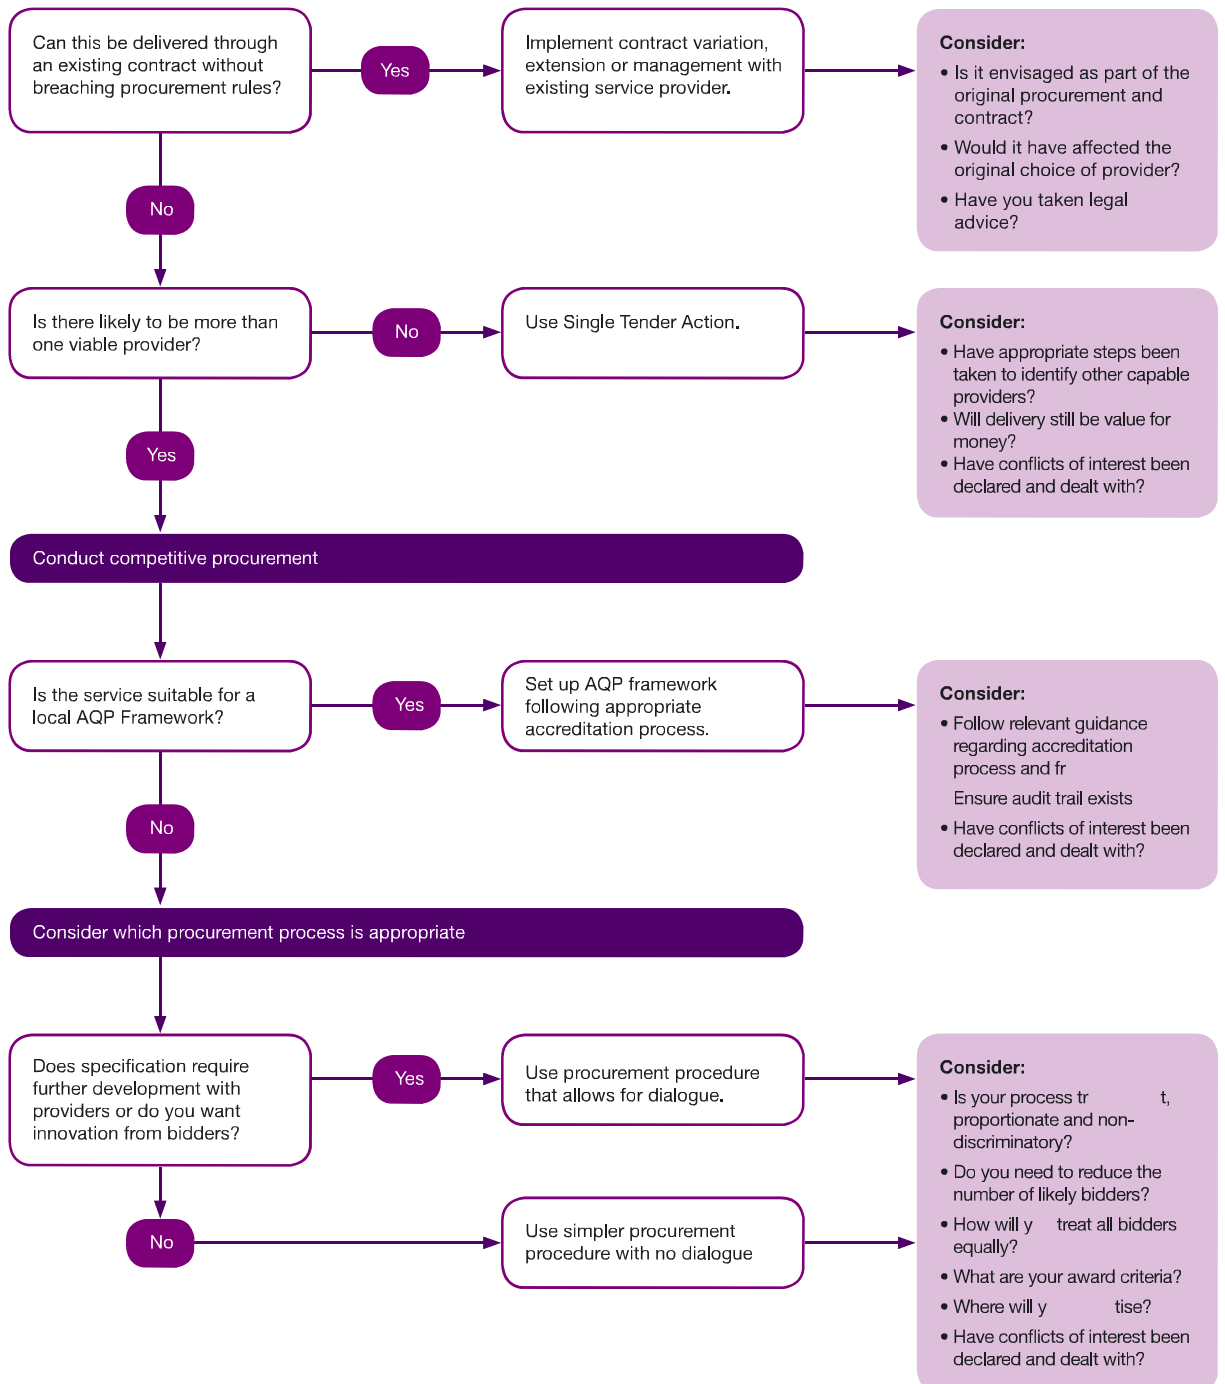 Can this be delivered through
an existing contract without
breaching procurement rules?
Yes
Implement contract variation,
extension or management with
existing service provider.
Consider:
• Is it envisaged as part of the
original procurement and
contract?
• Would it have affected the
original choice of provider?
• Have you taken legal
advice?
No
Is there likely to be more than
one viable provider?
No
Use Single Tender Action.
Consider:
• Have appropriate steps been
taken to identify other capable
providers?
• Will delivery still be value for
money?
• Have conflicts of interest been
declared and dealt with?
Yes
Conduct competitive procurement
Is the service suitable for a
local AQP Framework?
Yes
Set up AQP framework
following appropriate
accreditation process.
Consider:
• Follow relevant guidance
regarding accreditation
process and fr
Ensure audit trail exists
• Have conflicts of interest been
declared and dealt with?
No
Consider which procurement process is appropriate
Does specification require
further development with
providers or do you want
innovation from bidders?
Yes
Use procurement procedure
that allows for dialogue.
No
Use simpler procurement
procedure with no dialogue
Consider:
• Is your process tr t,
proportionate and non-
discriminatory?
• Do you need to reduce the
number of likely bidders?
• How will y treat all bidders
equally?
• What are your award criteria?
• Where will y tise?
• Have conflicts of interest been
declared and dealt with?